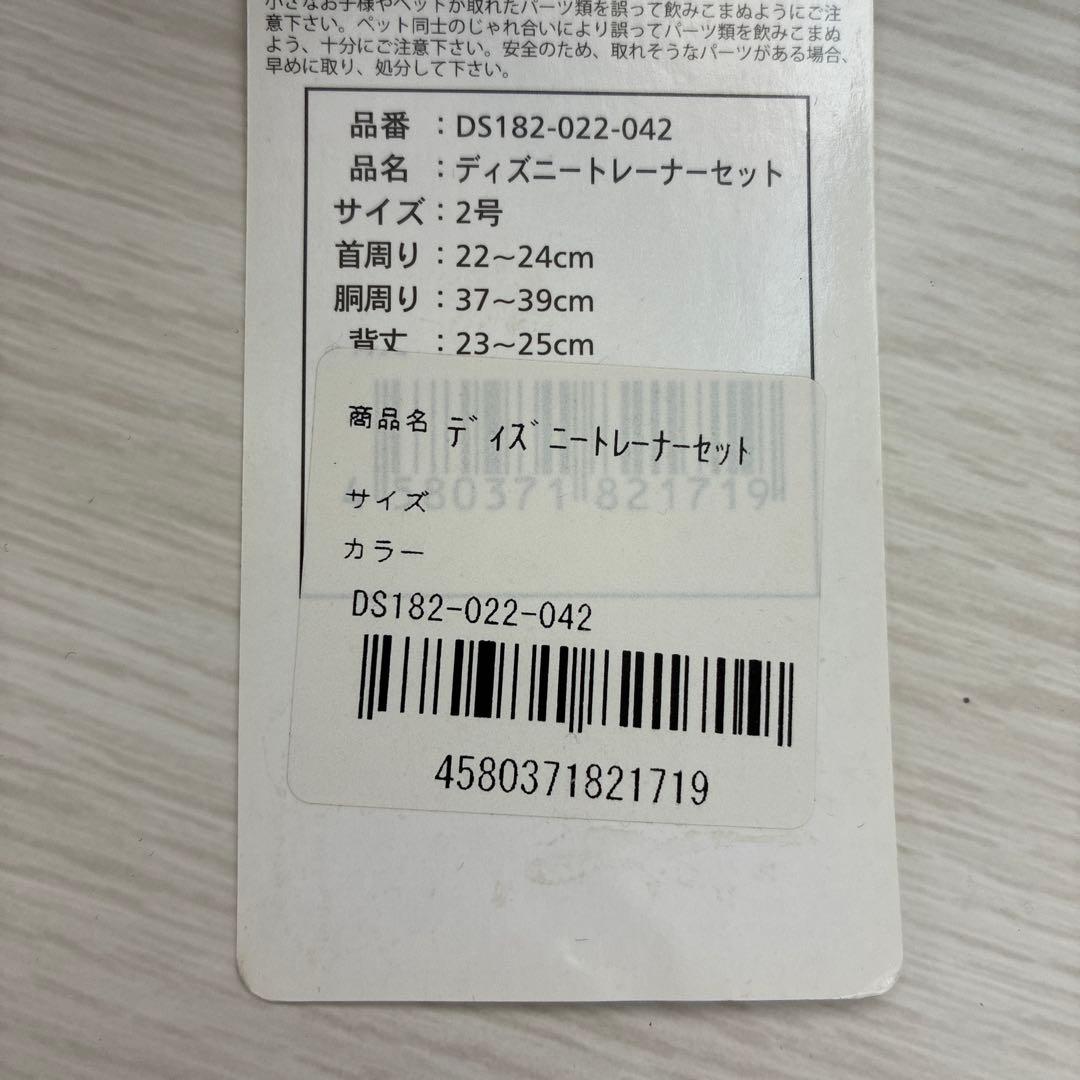 小さなお子様やペットが取れたパーツ類を誤って飲みこまぬようにご注
意下さい。ペット同士のじゃれ合いにより誤ってパーツ類を飲みこまぬ
よう、十分にご注意下さい。安全のため、取れそうなパーツがある場合、
早めに取り、処分して下さい。
品番 ：DS182-022-042
品名 ：ディズニートレーナーセット
サイズ：2号
首周り：22~24cm
胴周り：37~39cm
背丈 ：23~25cm
商品名 ディズニートレーナーセット
4580371 821719
サイズ
カラー
DS182-022-042
4580371821719